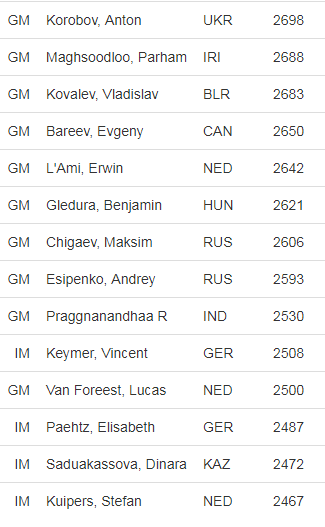 GM Korobov, Anton UKR 2698
GM Maghsoodloo, Parham IRI 2688
GM Kovalev, Vladislav BLR 2683
GM Bareev, Evgeny CAN 2650
GM L'Ami, Erwin NED 2642
GM Gledura, Benjamin HUN 2621
GM Chigaev, Maksim RUS 2606
GM Esipenko, Andrey RUS 2593
GM Praggnanandhaa R IND 2530
IM Keymer, Vincent GER 2508
GM Van Foreest, Lucas NED 2500
IM Paehtz, Elisabeth GER 2487
IM Saduakassova, Dinara KAZ 2472
IM Kuipers, Stefan NED 2467